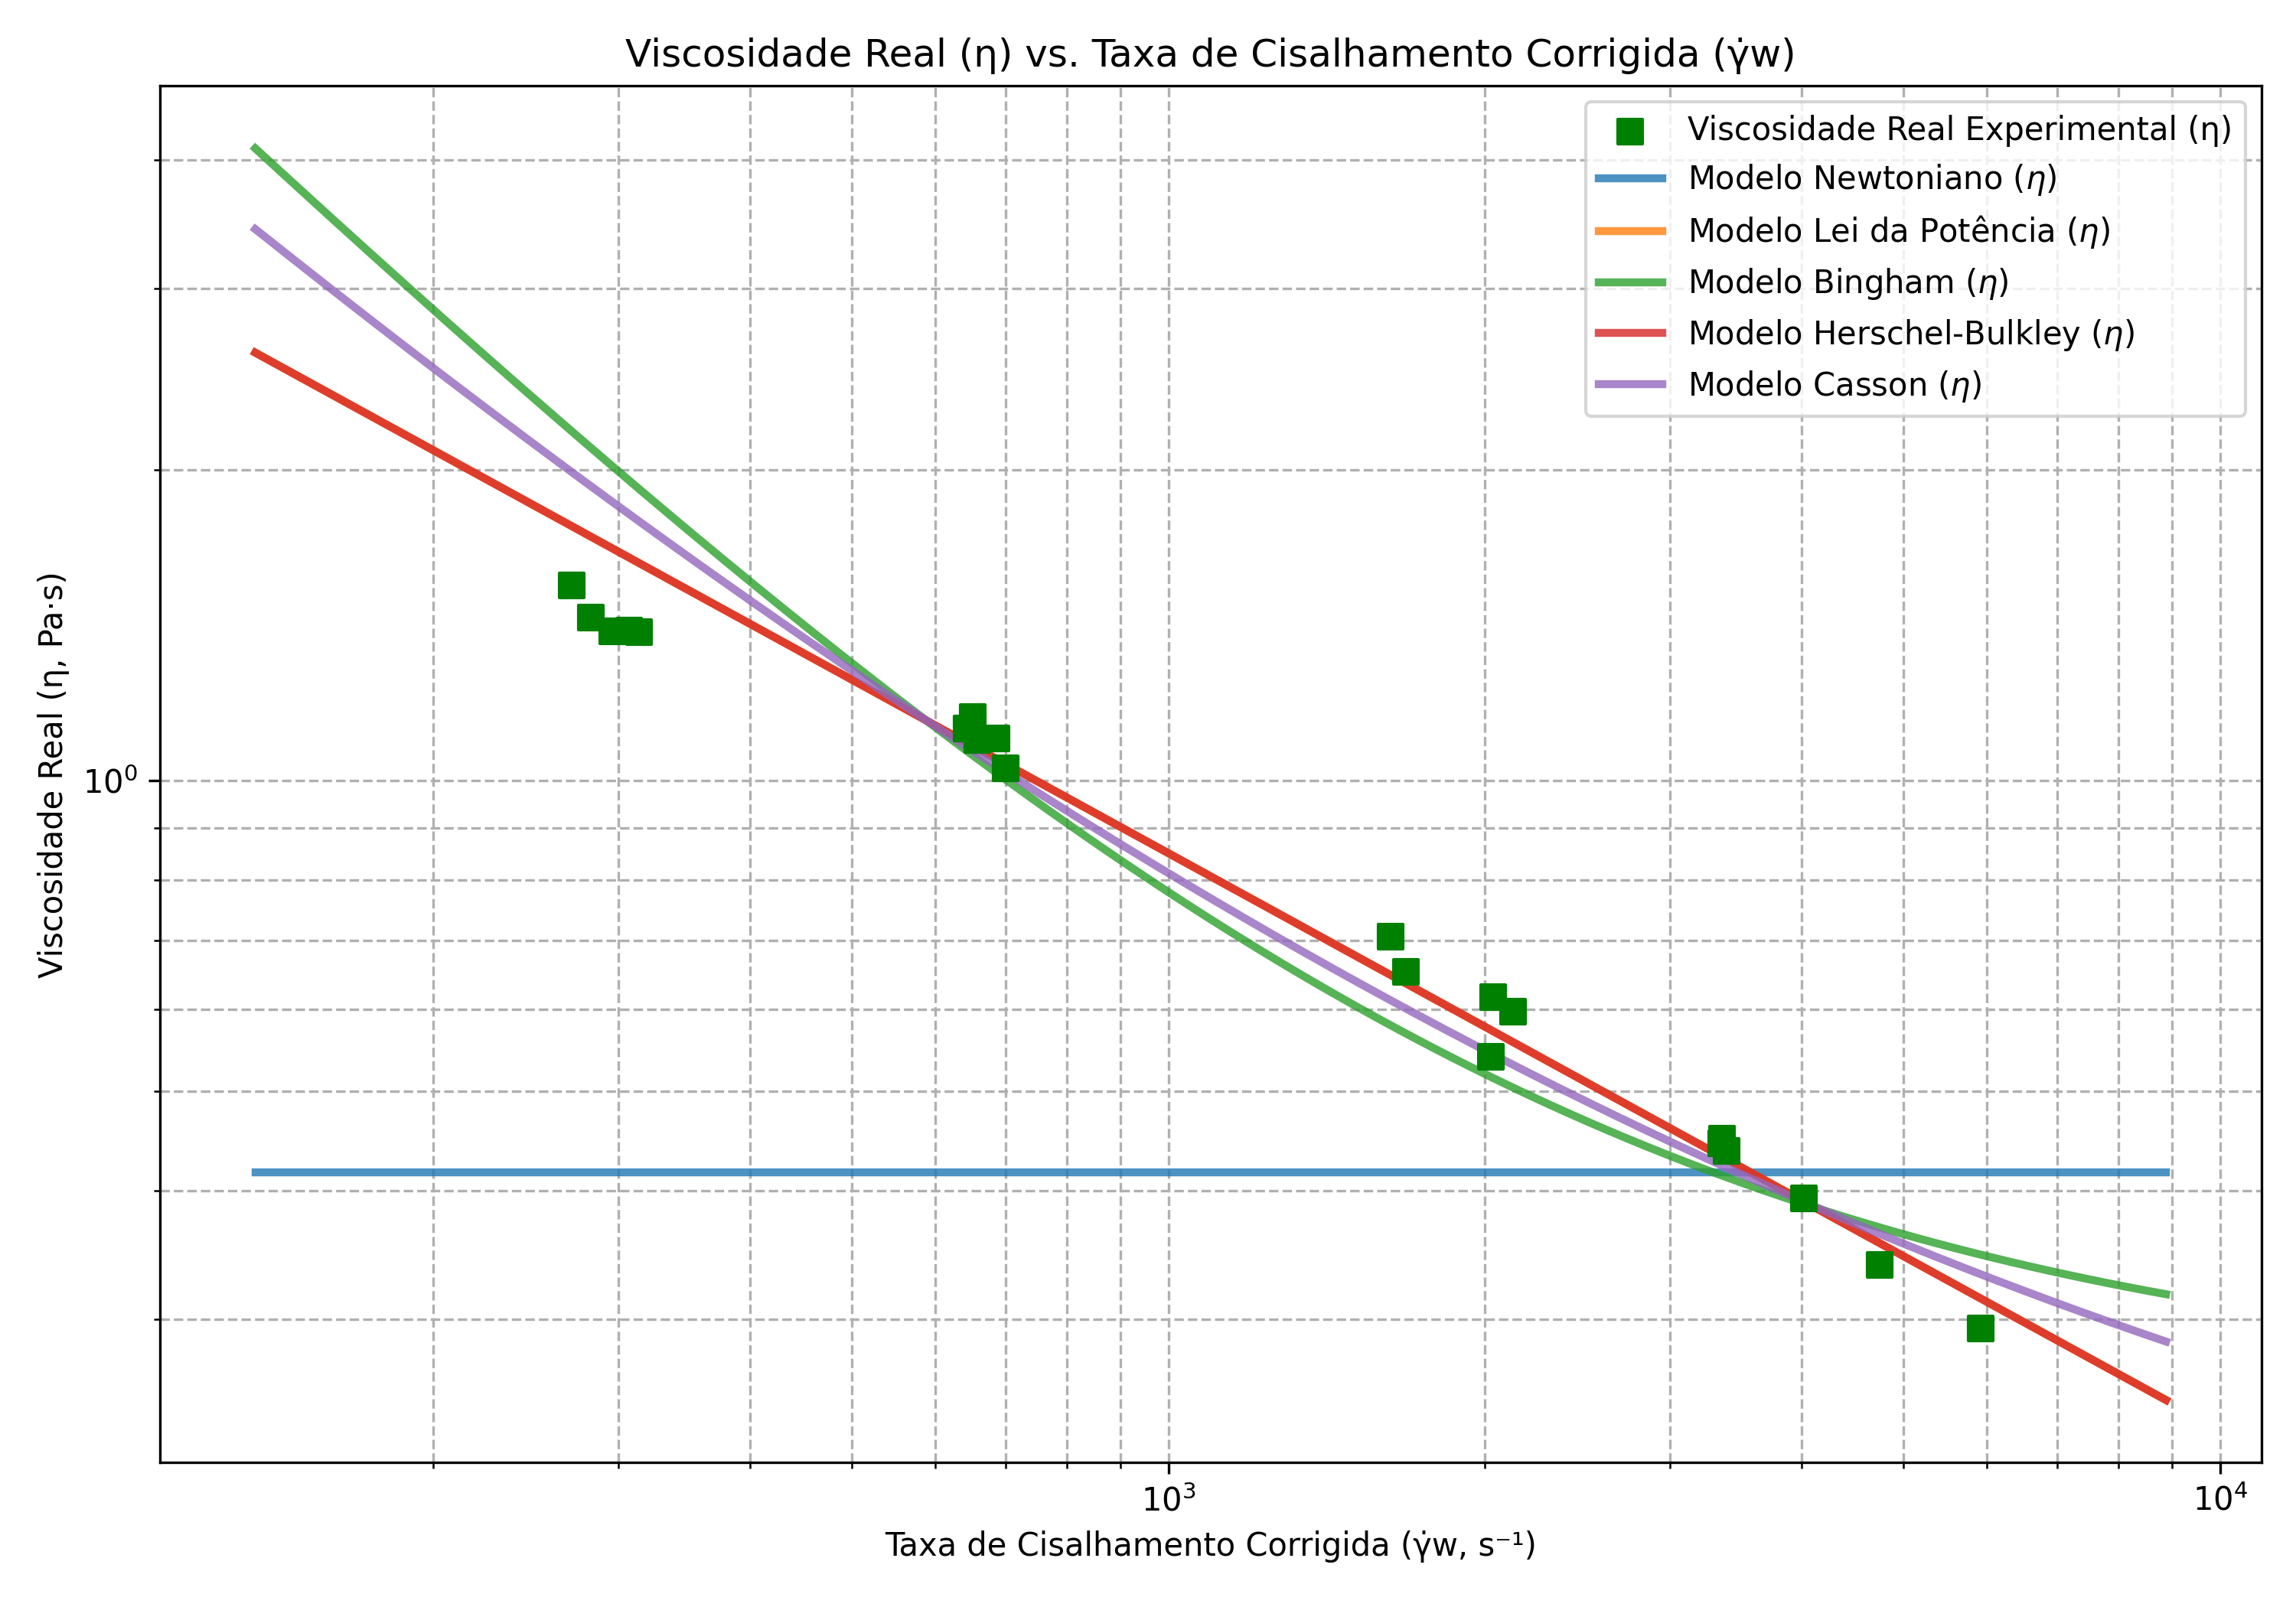 Viscosidade Real (η) vs. Taxa de Cisalhamento Corrigida (γ̇w)
Viscosidade Real Experimental (η)
Modelo Newtoniano (η)
Modelo Lei da Potência (η)
Modelo Bingham (η)
Modelo Herschel-Bulkley (η)
Modelo Casson (η)
Viscosidade Real (η, Pa·s)
10⁰
10³
10⁴
Taxa de Cisalhamento Corrigida (γ̇w, s⁻¹)